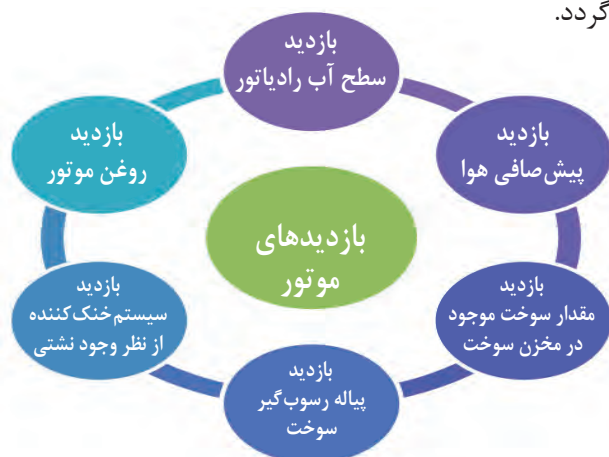 گردد.
بازدید
سطح آب رادیاتور
بازدید
پیش‌صافی هوا
بازدید
مقدار سوخت موجود
در مخزن سوخت
بازدید
پیاله رسوب‌گیر
سوخت
بازدید
سیستم خنک‌کننده
از نظر وجود نشتی
بازدید
روغن موتور
بازدیدهای
موتور